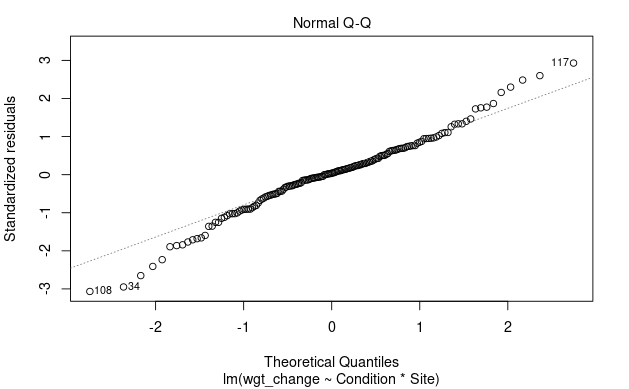 Normal Q-Q
Standardized residuals
3
2
1
0
-1
-2
-3
117
108
34
-2 -1 0 1 2
Theoretical Quantiles
lm(wgt_change ~ Condition * Site)